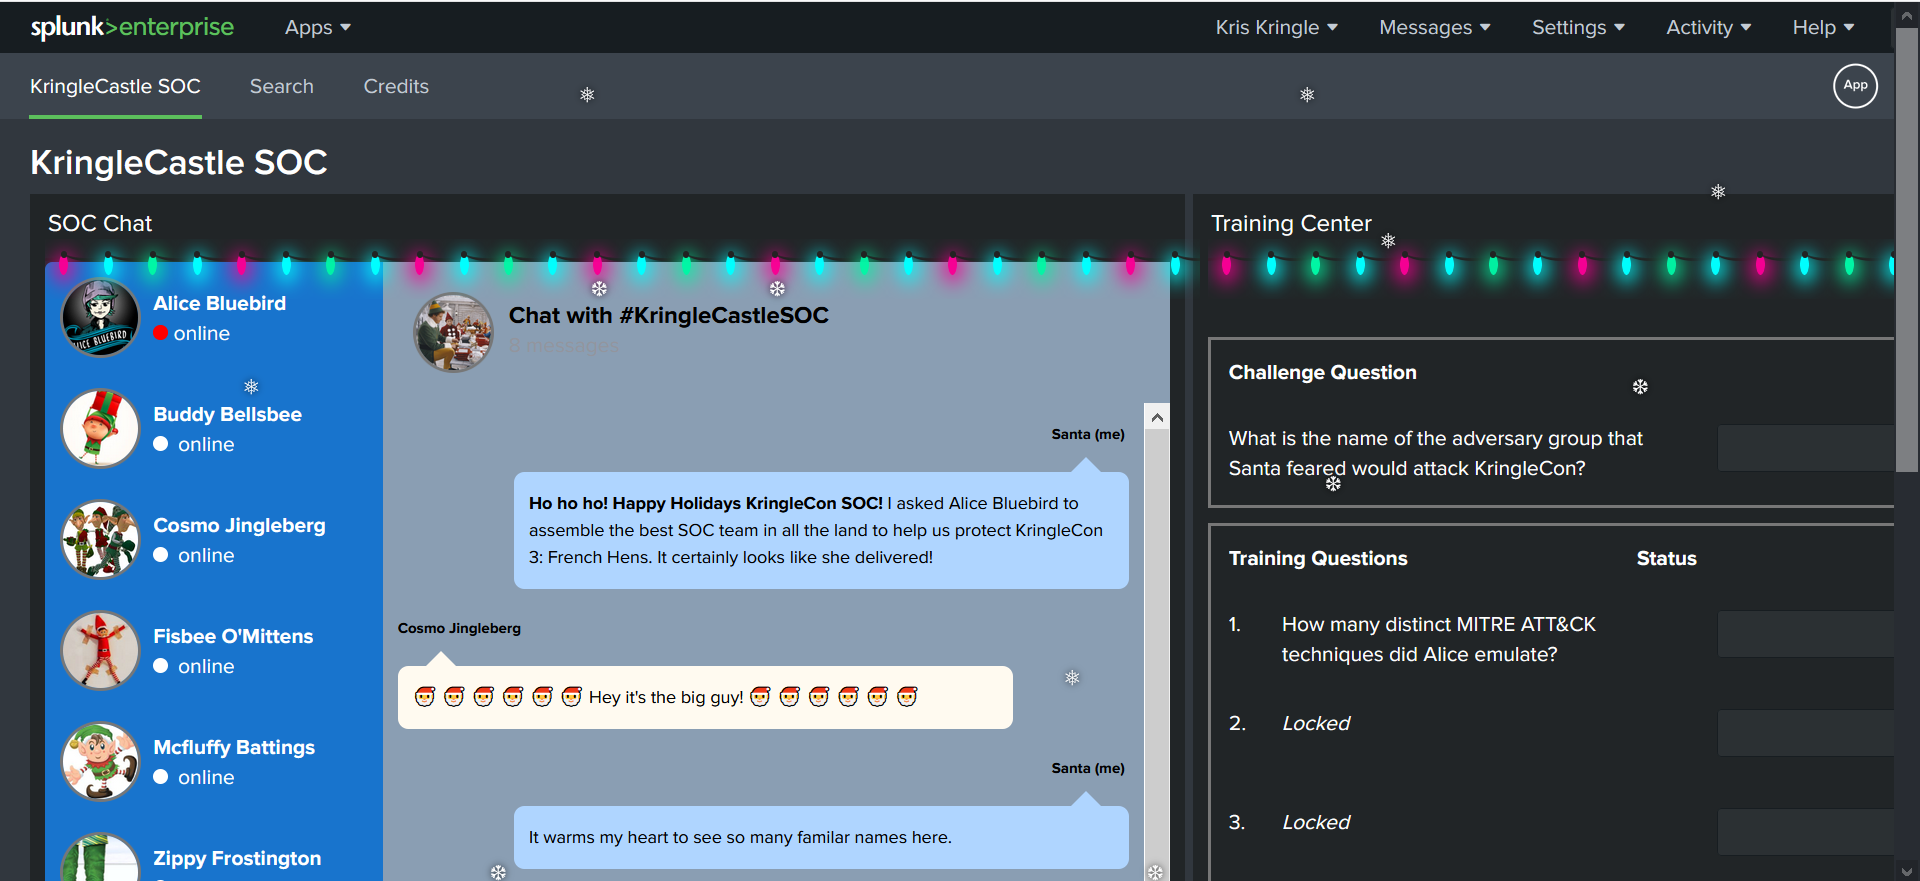 splunk>enterprise Apps Kris Kringle Messages Settings Activity Help
KringleCastle SOC Search Credits App
KringleCastle SOC
SOC Chat
Alice Bluebird
online
Buddy Bellsbee
online
Cosmo Jingleberg
online
Fisbee O'Mittens
online
Mcfluffy Battings
online
Zippy Frostington
ALICE BLUEBIRD
Chat with #KringleCastleSOC
8 messages
Santa (me)
Ho ho ho! Happy Holidays KringleCon SOC! I asked Alice Bluebird to
assemble the best SOC team in all the land to help us protect KringleCon
3: French Hens. It certainly looks like she delivered!
Cosmo Jingleberg
🎅 🎅 🎅 🎅 🎅 🎅 Hey it's the big guy! 🎅 🎅 🎅 🎅 🎅 🎅
Santa (me)
It warms my heart to see so many familar names here.
Training Center
Challenge Question
What is the name of the adversary group that
Santa feared would attack KringleCon?
Training Questions Status
1. How many distinct MITRE ATT&CK
techniques did Alice emulate?
2. Locked
3. Locked